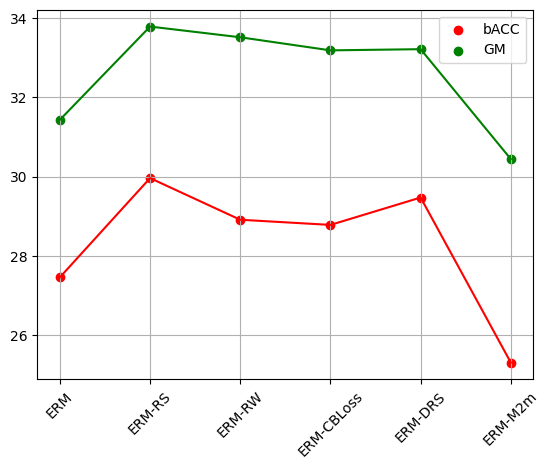 34
32
30
28
26
bACC
GM
ERM
ERM-RS
ERM-RW
ERM-CBLoss
ERM-DRS
ERM-M2m